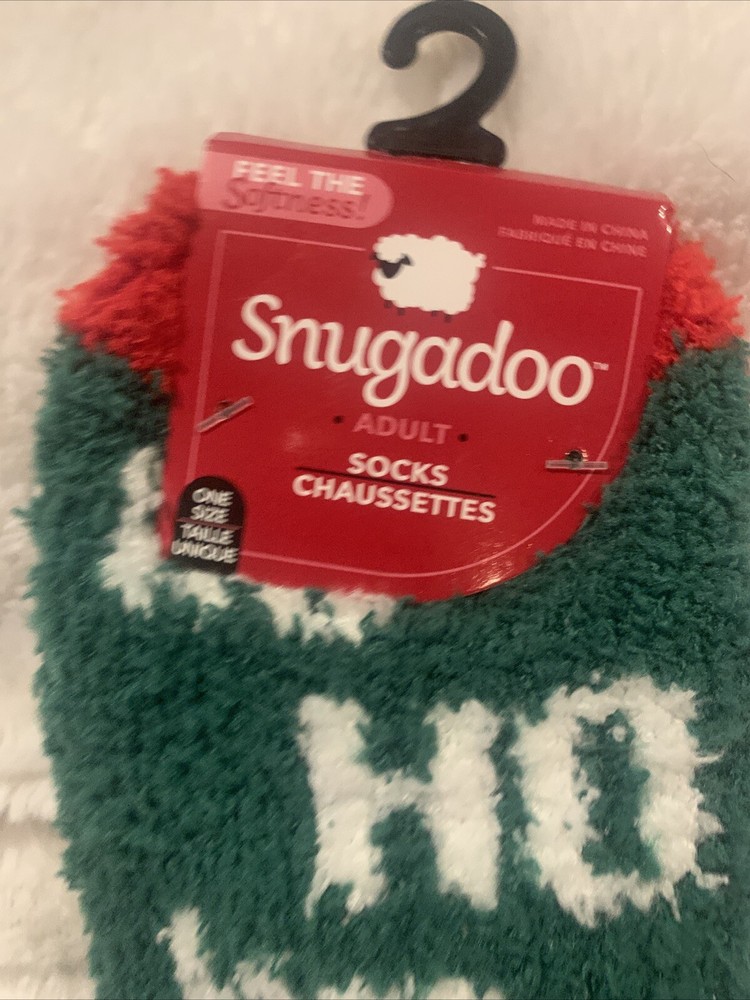 FEEL THE
Softness!
MADE IN CHINA
FABRIQUÉ EN CHINE
Snugadoo™
• ADULT •
SOCKS
CHAUSSETTES
ONE
SIZE
TAILLE
UNIQUE
HO